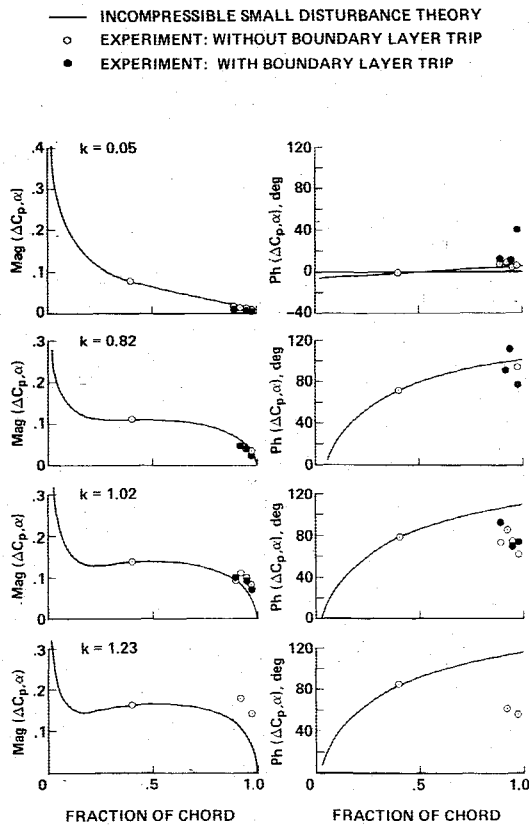 INCOMPRESSIBLE SMALL DISTURBANCE THEORY
EXPERIMENT: WITHOUT BOUNDARY LAYER TRIP
EXPERIMENT: WITH BOUNDARY LAYER TRIP
k = 0.05
Mag (ΔCp,α)
.4
.3
.2
.1
0
Ph (ΔCp,α), deg
120
80
40
0
−40
k = 0.82
Mag (ΔCp,α)
.3
.2
.1
0
Ph (ΔCp,α), deg
120
80
40
0
k = 1.02
Mag (ΔCp,α)
.3
.2
.1
0
Ph (ΔCp,α), deg
120
80
40
0
k = 1.23
Mag (ΔCp,α)
.3
.2
.1
0
.5
1.0
FRACTION OF CHORD
Ph (ΔCp,α), deg
120
80
40
0
0
.5
1.0
FRACTION OF CHORD